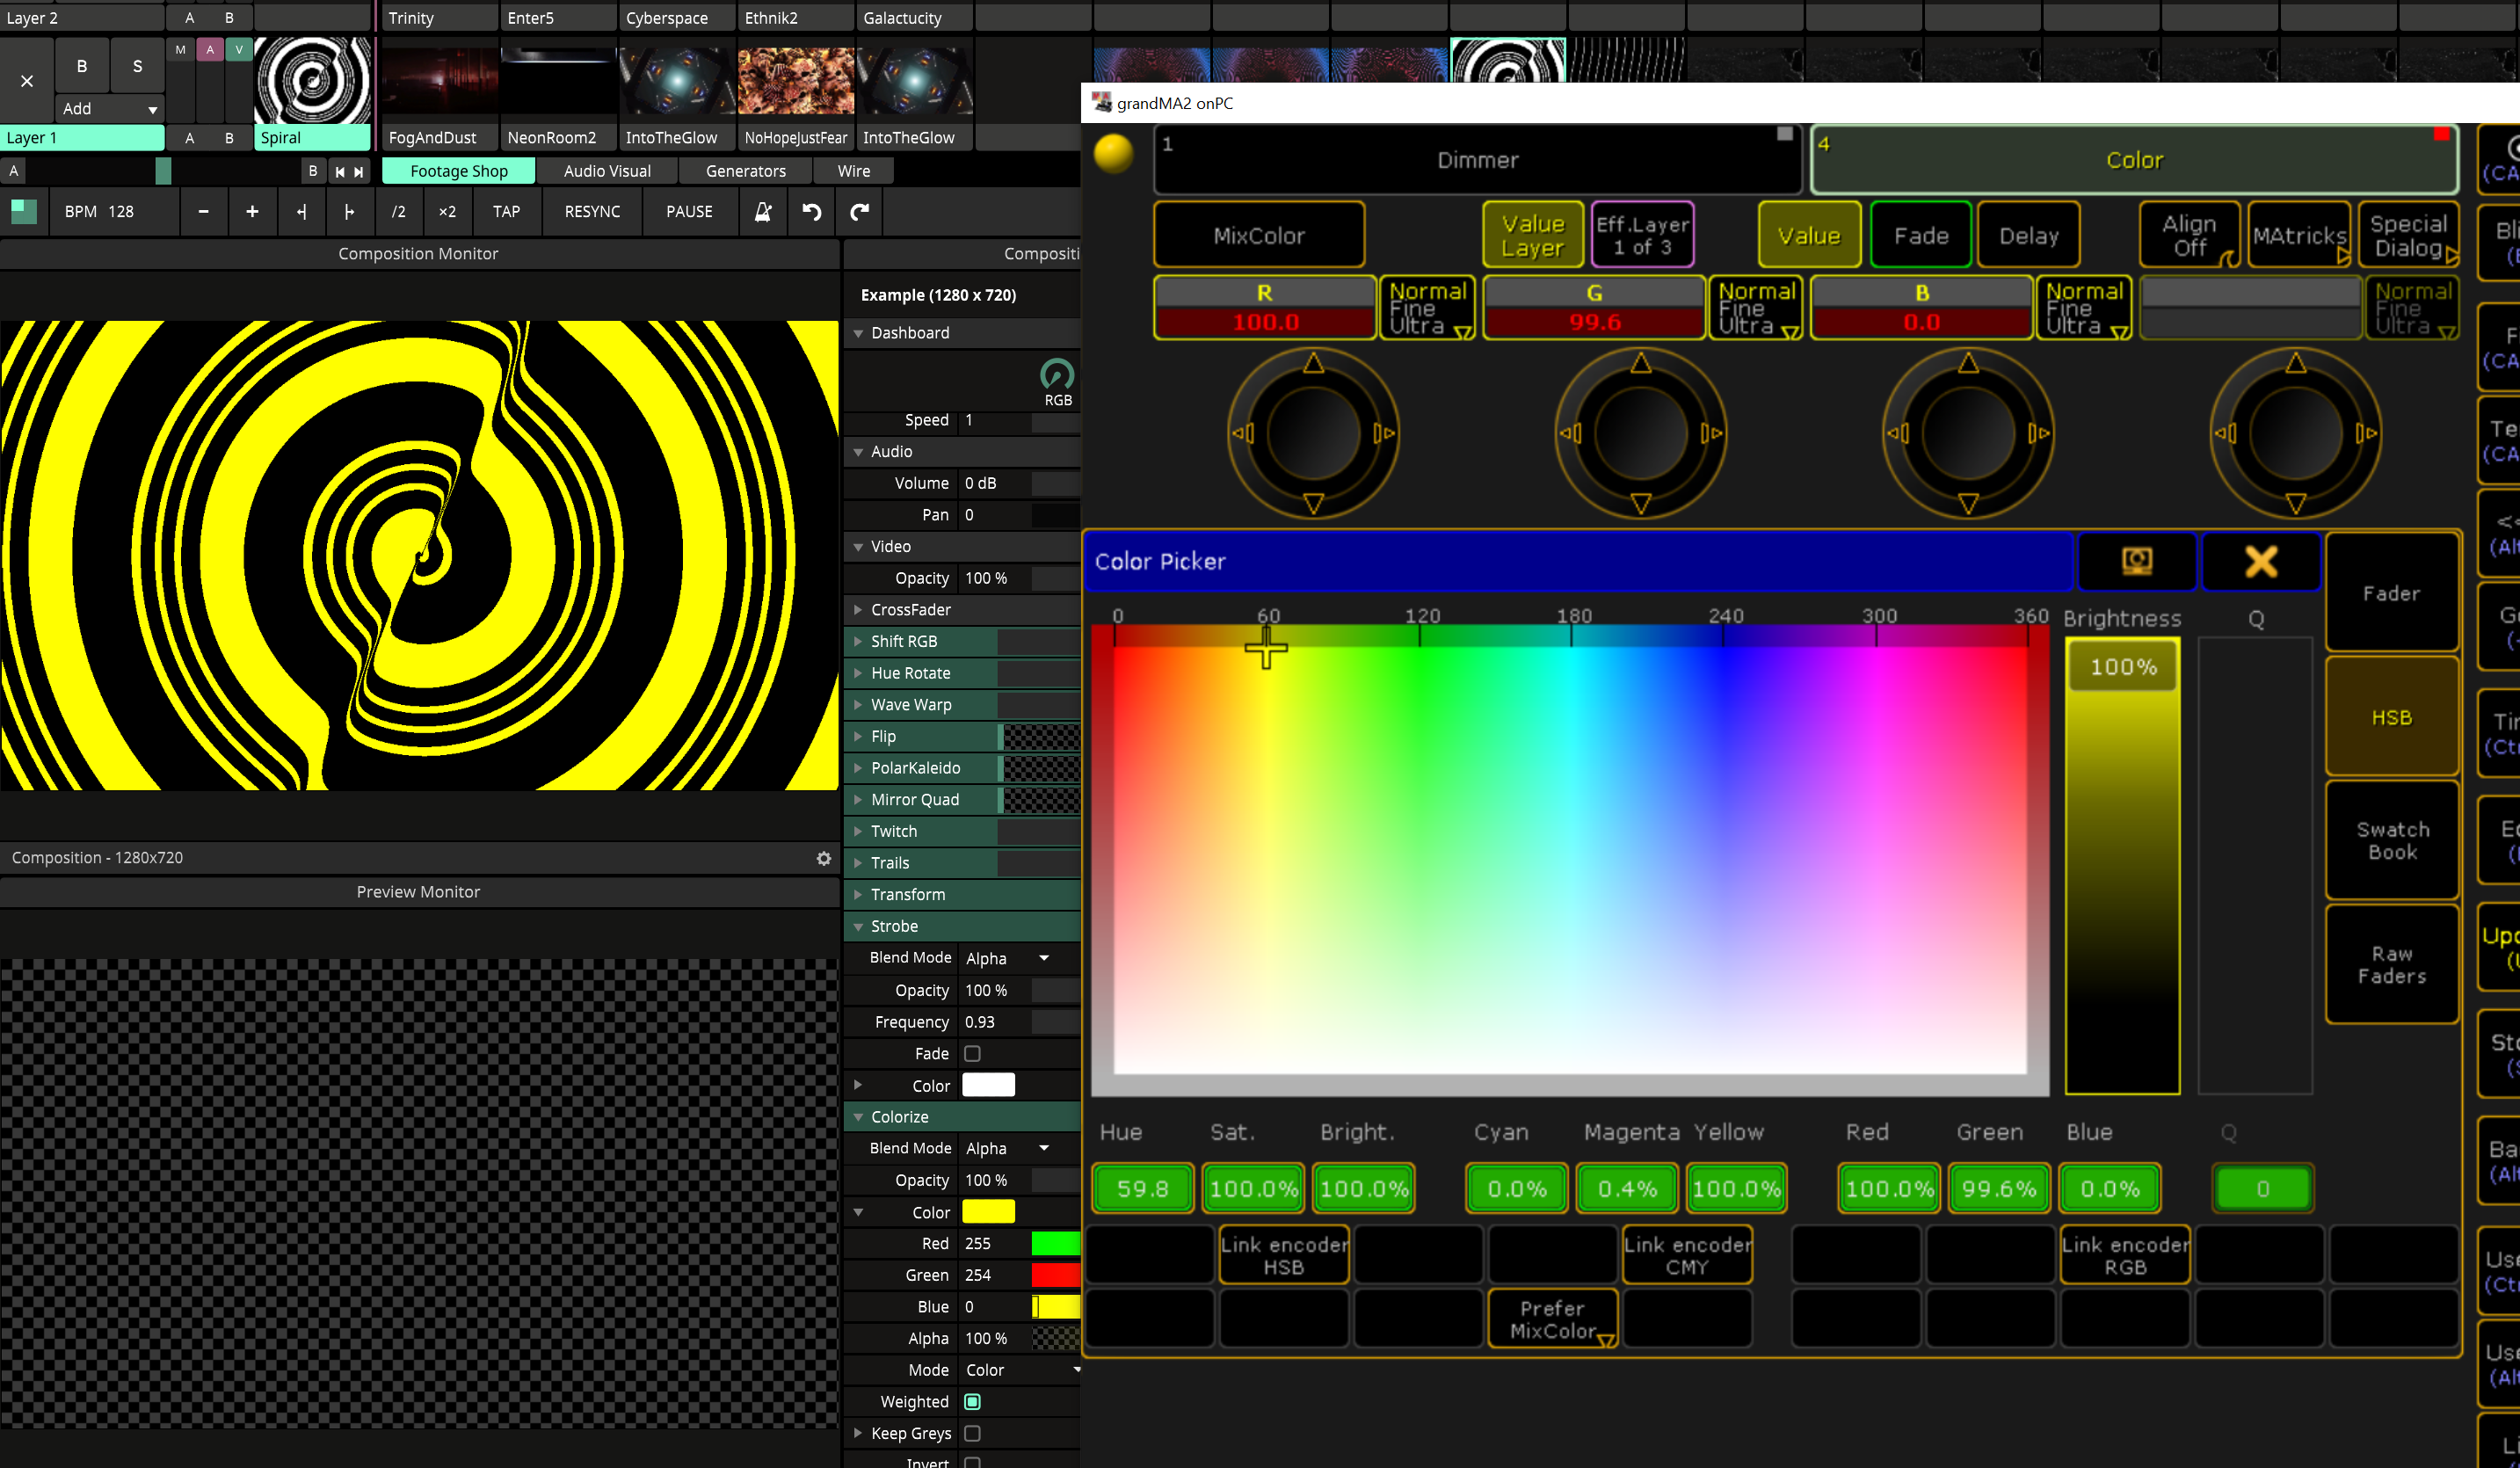 Layer 2
A B
Trinity
Enter5
Cyberspace
Ethnik2
Galactucity
B S
M A V
Add
Layer 1
A B
Spiral
FogAndDust
NeonRoom2
IntoTheGlow
NoHopeJustFear
IntoTheGlow
A
B
Footage Shop
Audio Visual
Generators
Wire
BPM 128
-
+
/2
×2
TAP
RESYNC
PAUSE
Composition Monitor
Compositi
Example (1280 x 720)
Dashboard
RGB
Speed 1
Audio
Volume 0 dB
Pan 0
Video
Opacity 100 %
CrossFader
Shift RGB
Hue Rotate
Wave Warp
Flip
PolarKaleido
Mirror Quad
Twitch
Trails
Transform
Strobe
Blend Mode Alpha
Opacity 100 %
Frequency 0.93
Fade
Color
Colorize
Blend Mode Alpha
Opacity 100 %
Color
Red 255
Green 254
Blue 0
Alpha 100 %
Mode Color
Weighted
Keep Greys
Invert
Composition - 1280x720
Preview Monitor
grandMA2 onPC
1
Dimmer
4
Color
MixColor
Value
Layer
Eff.Layer
1 of 3
Value
Fade
Delay
Align
Off
MAtricks
Special
Dialog
R
100.0
Normal
Fine
Ultra
G
99.6
Normal
Fine
Ultra
B
0.0
Normal
Fine
Ultra
Normal
Fine
Ultra
Color Picker
0 60 120 180 240 300 360
Brightness
Q
100%
Fader
HSB
Swatch
Book
Raw
Faders
Hue Sat. Bright. Cyan Magenta Yellow Red Green Blue Q
59.8 100.0% 100.0% 0.0% 0.4% 100.0% 100.0% 99.6% 0.0% 0
Link encoder
HSB
Link encoder
CMY
Link encoder
RGB
Prefer
MixColor
(CA
Bli
(CA
Te
(CA
(Al
Tir
(Ct
Upd
Sto
Ba
(Al
Use
(Ct
Use
(Al